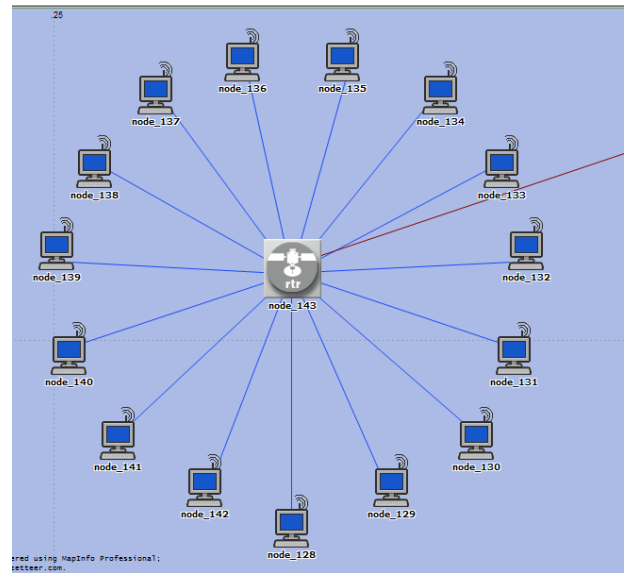 .25
node_136
node_135
node_137
node_134
node_138
node_133
node_139
node_132
rtr
node_143
node_140
node_131
node_141
node_130
node_142
node_129
node_128
ered using MapInfo Professional;
zetteer.com.